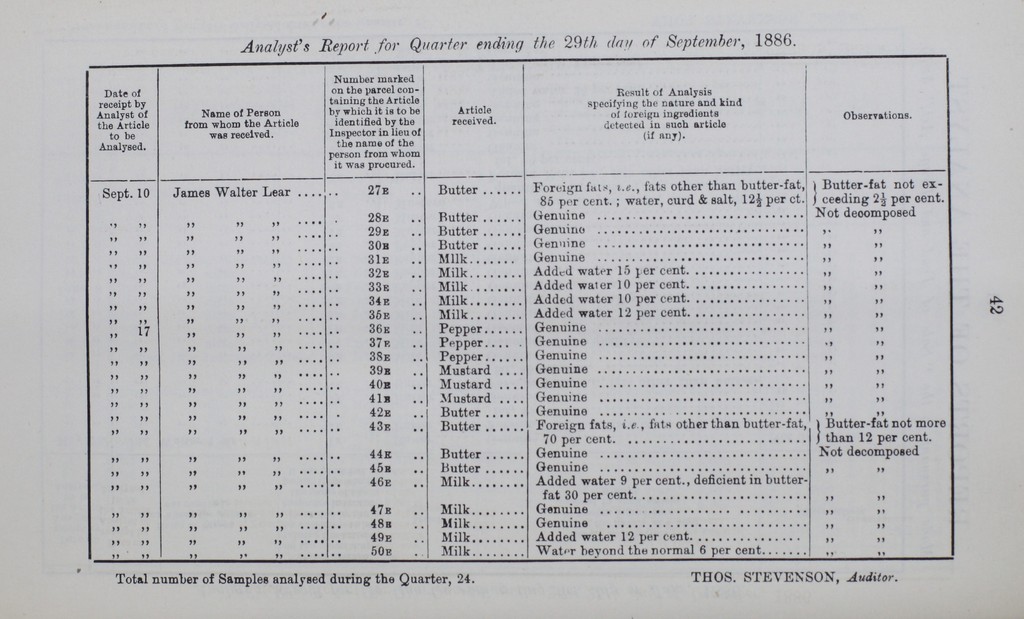 Analyst's Report for Quarter ending the 29th day of September, 1886.
Date of receipt by Analyst of the Article to be Analysed.
Name of Person from whom the Article was received.
Number marked on the parcel containing the Article by which it is to be identified by the Inspector in lieu of the name of the person from whom it was procured.
Article received.
Result of Analysis specifying the nature and kind of foreign ingredients detected in such article (if any).
Observations.
Sept. 10 James Walter Lear .... .. 27E .. Butter ...... Foreign fats, i.e., fats other than butter-fat, 85 per cent.; water, curd & salt, 12½ per ct. } Butter-fat not exceeding 2½ per cent.
,, ,, ,, ,, ,, .... .. 28E .. Butter ...... Genuine ...... Not decomposed
,, ,, ,, ,, ,, .... .. 29E .. Butter ...... Genuine ...... ,, ,,
,, ,, ,, ,, ,, .... .. 30E .. Butter ...... Genuine ...... ,, ,,
,, ,, ,, ,, ,, .... .. 31E .. Milk ...... Genuine ...... ,, ,,
,, ,, ,, ,, ,, .... .. 32E .. Milk ...... Added water 15 per cent. ...... ,, ,,
,, ,, ,, ,, ,, .... .. 33E .. Milk ...... Added water 10 per cent. ...... ,, ,,
,, ,, ,, ,, ,, .... .. 34E .. Milk ...... Added water 10 per cent. ...... ,, ,,
,, ,, ,, ,, ,, .... .. 35E .. Milk ...... Added water 12 per cent. ...... ,, ,,
,, 17 ,, ,, ,, .... .. 36E .. Pepper ...... Genuine ...... ,, ,,
,, ,, ,, ,, ,, .... .. 37E .. Pepper .... Genuine ...... ,, ,,
,, ,, ,, ,, ,, .... .. 38E .. Pepper ...... Genuine ...... ,, ,,
,, ,, ,, ,, ,, .... .. 39E .. Mustard .... Genuine ...... ,, ,,
,, ,, ,, ,, ,, .... .. 40E .. Mustard .... Genuine ...... ,, ,,
,, ,, ,, ,, ,, .... .. 41E .. Mustard .... Genuine ...... ,, ,,
,, ,, ,, ,, ,, .... .. 42E .. Butter ...... Genuine ...... ,, ,,
,, ,, ,, ,, ,, .... .. 43E .. Butter ...... Foreign fats, i.e., fats other than butter-fat, 70 per cent. ...... } Butter-fat not more than 12 per cent.
,, ,, ,, ,, ,, .... .. 44E .. Butter ...... Genuine ...... Not decomposed
,, ,, ,, ,, ,, .... .. 45E .. Butter ...... Genuine ...... ,, ,,
,, ,, ,, ,, ,, .... .. 46E .. Milk ...... Added water 9 per cent., deficient in butter-fat 30 per cent. ...... ,, ,,
,, ,, ,, ,, ,, .... .. 47E .. Milk ...... Genuine ...... ,, ,,
,, ,, ,, ,, ,, .... .. 48E .. Milk ...... Genuine ...... ,, ,,
,, ,, ,, ,, ,, .... .. 49E .. Milk ...... Added water 12 per cent. ...... ,, ,,
,, ,, ,, ,, ,, .... .. 50E .. Milk ...... Water beyond the normal 6 per cent. ...... ,, ,,
Total number of Samples analysed during the Quarter, 24.
THOS. STEVENSON, Auditor.
42